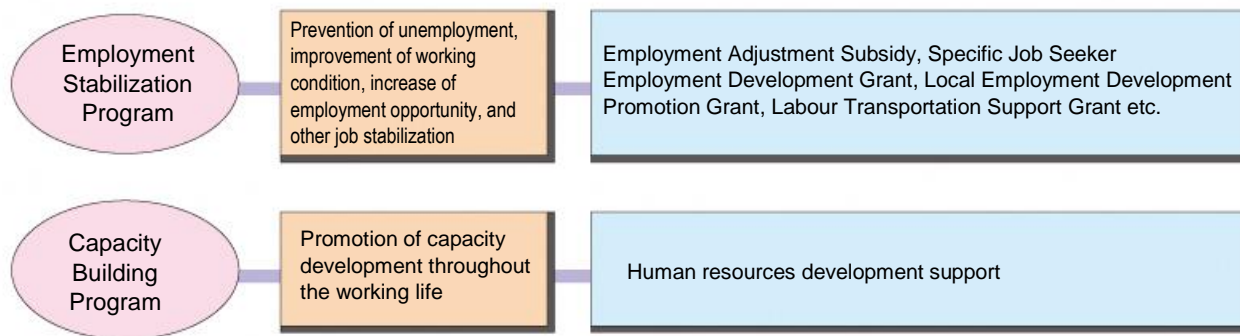 Employment
Stabilization
Program
Prevention of unemployment,
improvement of working
condition, increase of
employment opportunity, and
other job stabilization
Employment Adjustment Subsidy, Specific Job Seeker
Employment Development Grant, Local Employment Development
Promotion Grant, Labour Transportation Support Grant etc.
Capacity
Building
Program
Promotion of capacity
development throughout
the working life
Human resources development support